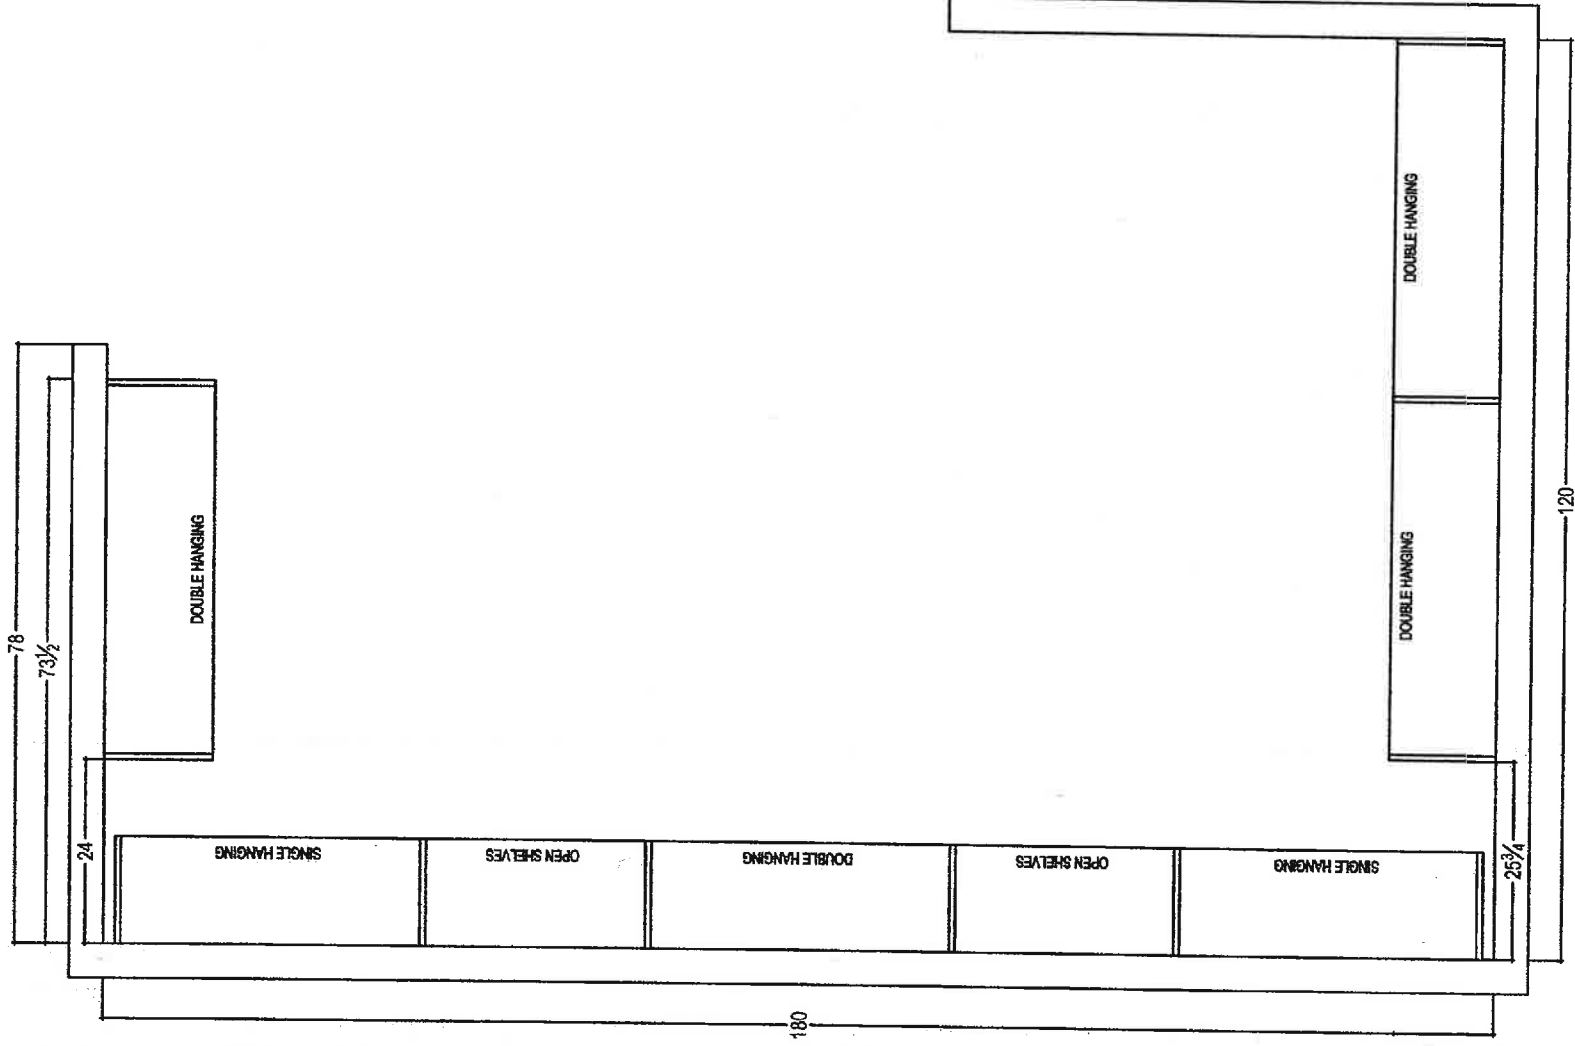 78
73½
24
DOUBLE HANGING
DOUBLE HANGING
DOUBLE HANGING
SINGLE HANGING
OPEN SHELVES
DOUBLE HANGING
OPEN SHELVES
SINGLE HANGING
25¾
120
180